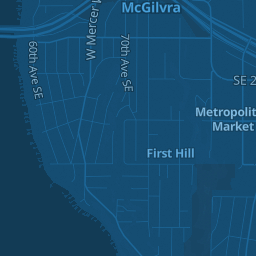 McGilvra
60th Ave SE
W Mercer
70th Ave SE
SE 2
Metropolit
Market
First Hill